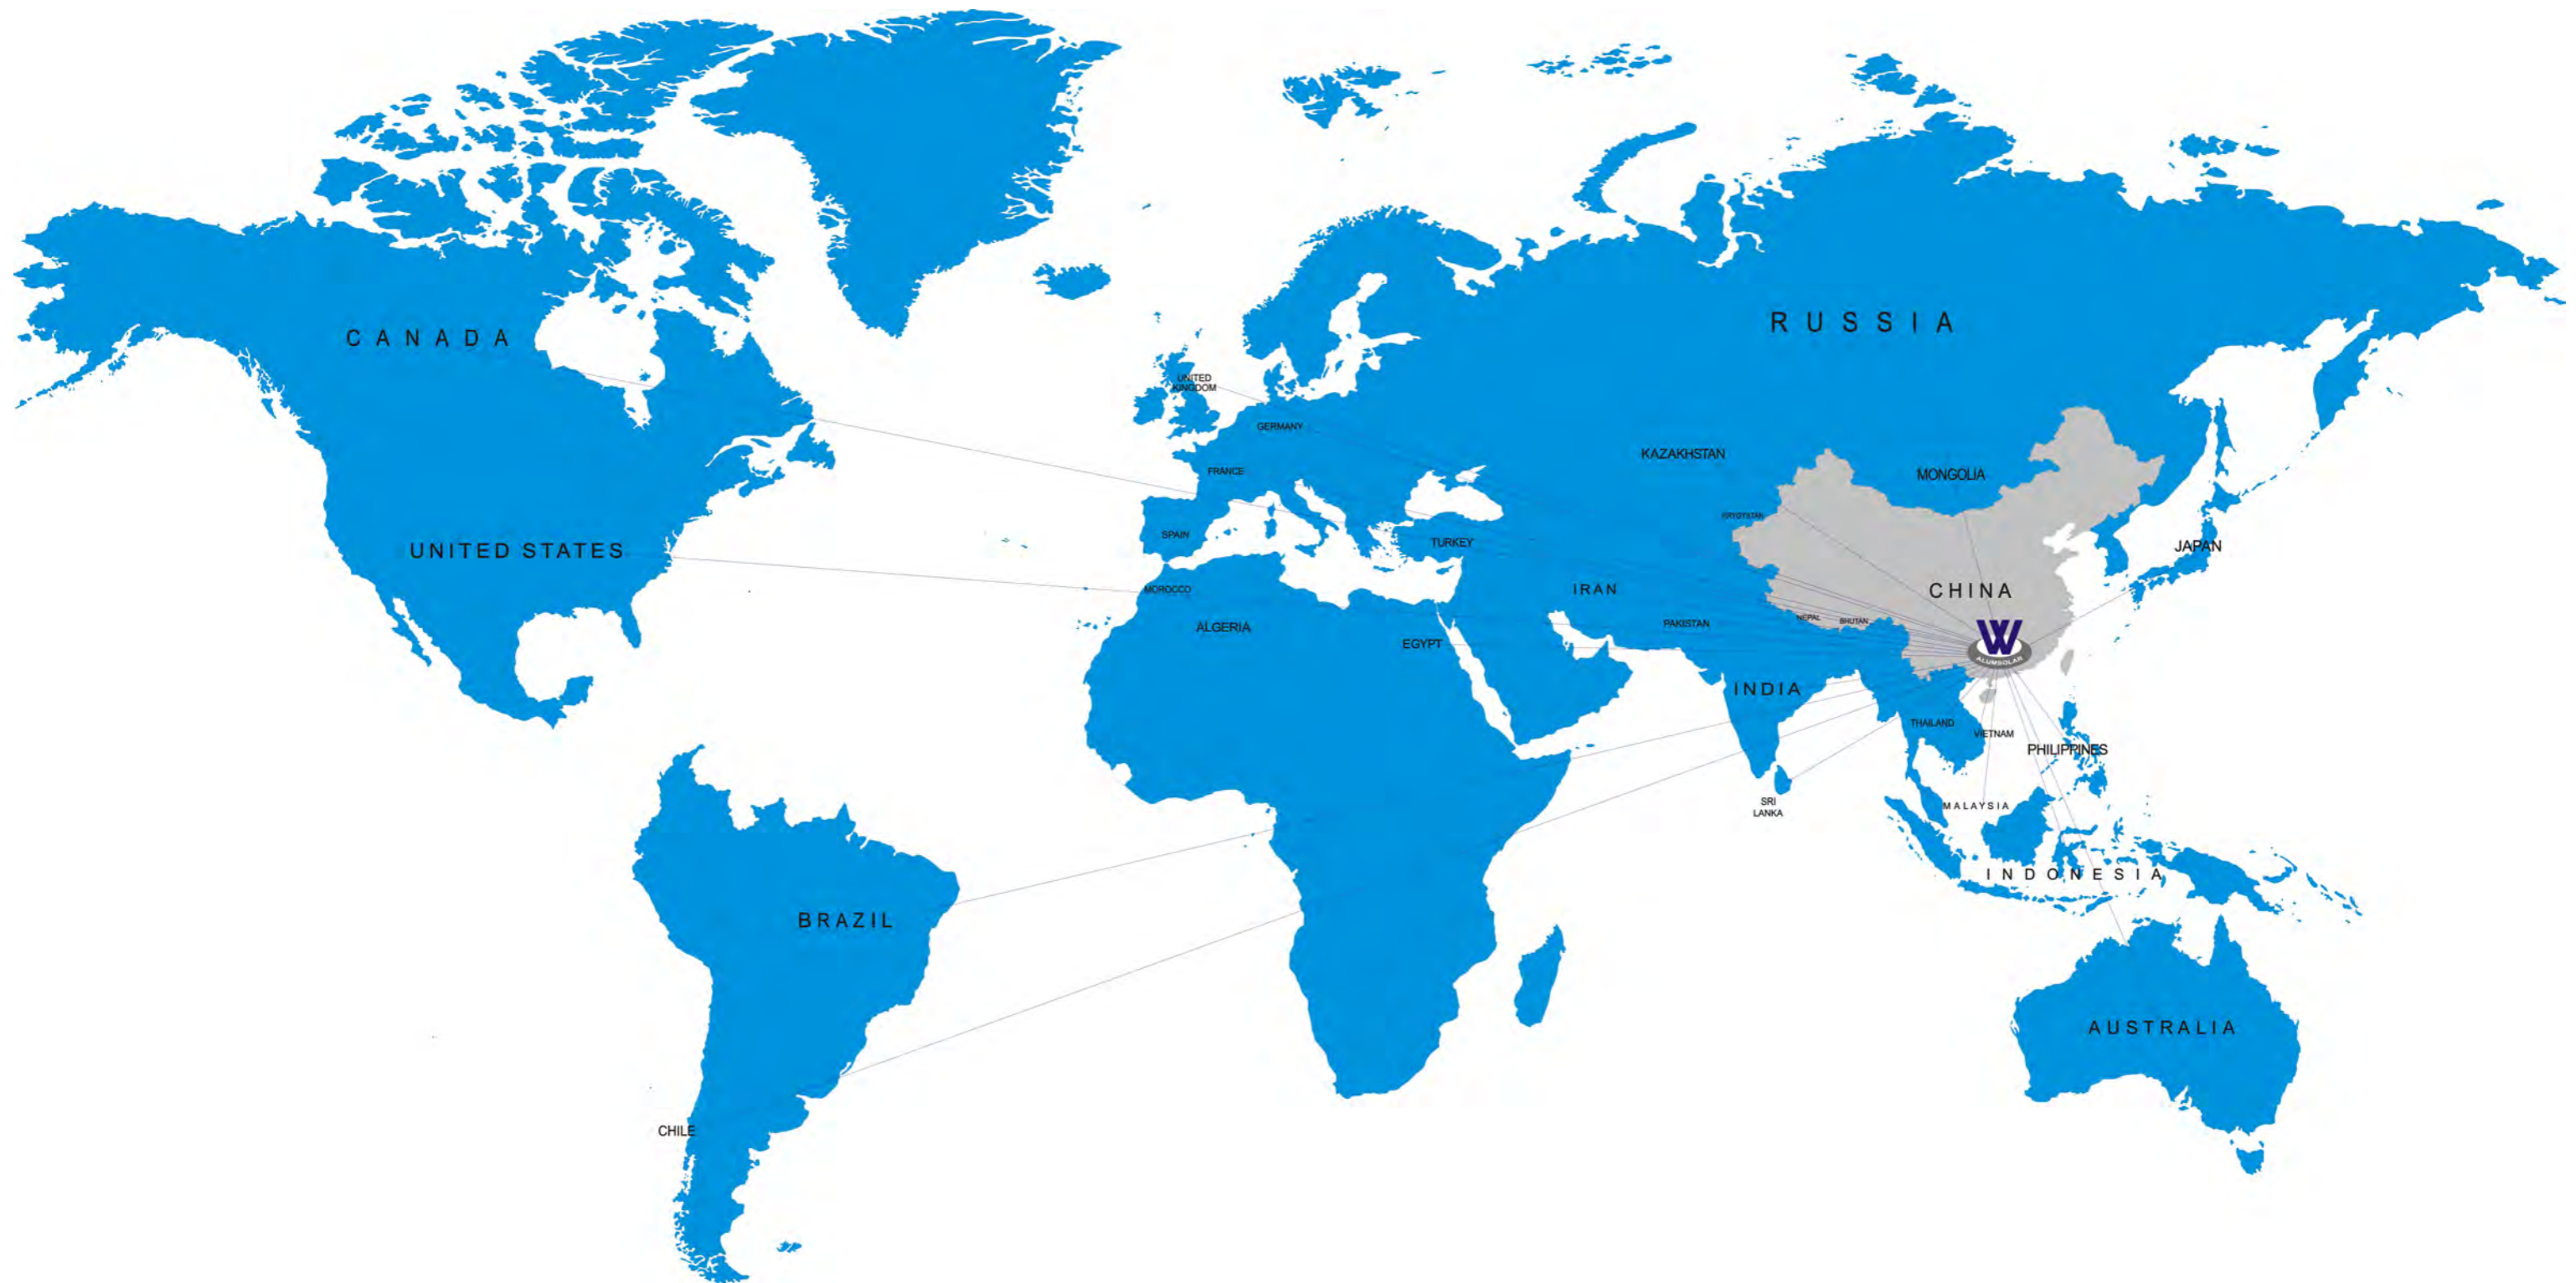 CANADA
RUSSIA
UNITED
KINGDOM
GERMANY
KAZAKHSTAN
FRANCE
MONGOLIA
SPAIN
TURKEY
JAPAN
UNITED STATES
MOROCCO
IRAN
CHINA
ALGERIA
PAKISTAN
NEPAL
BHUTAN
EGYPT
W
ALUMSOLAR
INDIA
THAILAND
VIETNAM
PHILIPPINES
SRI
LANKA
MALAYSIA
INDONESIA
BRAZIL
AUSTRALIA
CHILE